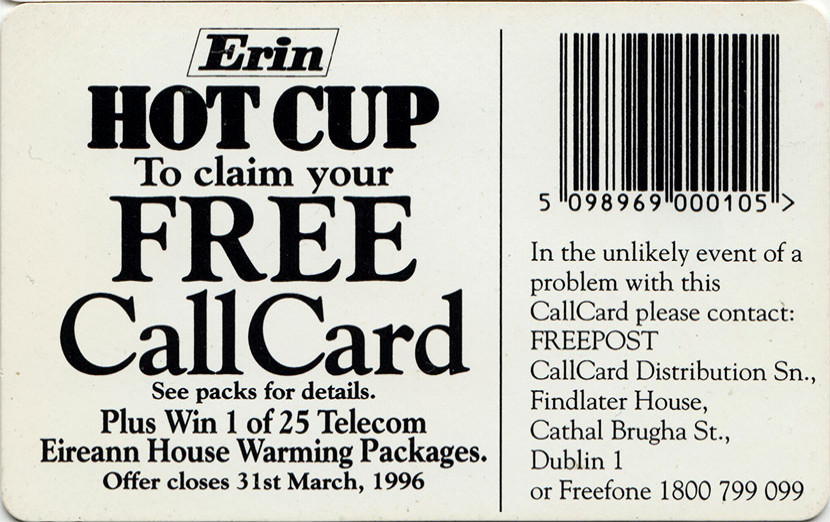 Erin
HOT CUP
To claim your
FREE
CallCard
See packs for details.
Plus Win 1 of 25 Telecom
Eireann House Warming Packages.
Offer closes 31st March, 1996
5 098969 000105 >
In the unlikely event of a
problem with this
CallCard please contact:
FREEPOST
CallCard Distribution Sn.,
Findlater House,
Cathal Brugha St.,
Dublin 1
or Freefone 1800 799 099